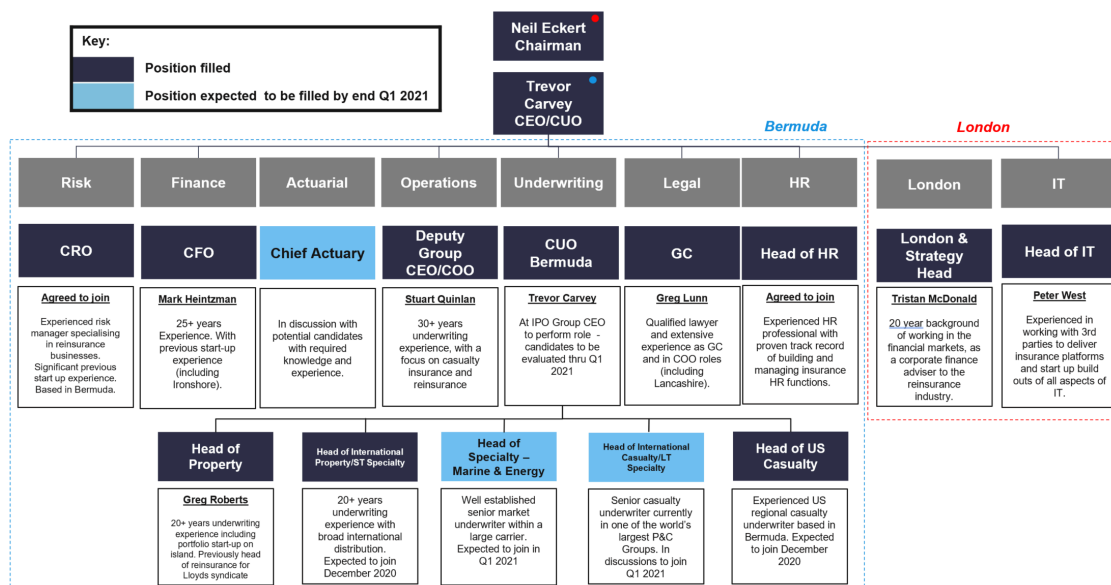 Key:
Position filled
Position expected to be filled by end Q1 2021
Neil Eckert
Chairman
Trevor
Carvey
CEO/CUO
Bermuda
London
Risk
Finance
Actuarial
Operations
Underwriting
Legal
HR
London
IT
CRO
CFO
Chief Actuary
Deputy
Group
CEO/COO
CUO
Bermuda
GC
Head of HR
London &
Strategy
Head
Head of IT
Agreed to join
Experienced risk
manager specialising
in reinsurance
businesses.
Significant previous
start up experience.
Based in Bermuda.
Mark Heintzman
25+ years
Experience. With
previous start-up
experience
(including
Ironshore).
In discussion with
potential candidates
with required
knowledge and
experience.
Stuart Quinlan
30+ years
underwriting
experience, with
a focus on casualty
insurance and
reinsurance
Trevor Carvey
At IPO Group CEO
to perform role -
candidates to be
evaluated thru Q1
2021
Greg Lunn
Qualified lawyer
and extensive
experience as GC
and in COO roles
(including
Lancashire).
Agreed to join
Experienced HR
professional with
proven track record
of building and
managing insurance
HR functions.
Tristan McDonald
20 year background
of working in the
financial markets, as
a corporate finance
adviser to the
reinsurance
industry.
Peter West
Experienced in
working with 3rd
parties to deliver
insurance platforms
and start up build
outs of all aspects of
IT.
Head of
Property
Head of International
Property/ST Specialty
Head of
Specialty –
Marine & Energy
Head of International
Casualty/LT
Specialty
Head of US
Casualty
Greg Roberts
20+ years underwriting
experience including
portfolio start-up on
island. Previously head
of reinsurance for
Lloyds syndicate
20+ years
underwriting
experience with
broad international
distribution.
Expected to join
December 2020
Well established
senior market
underwriter within a
large carrier.
Expected to join in
Q1 2021
Senior casualty
underwriter currently
in one of the world's
largest P&C
Groups. In
discussions to join
Q1 2021
Experienced US
regional casualty
underwriter based in
Bermuda. Expected
to join December
2020